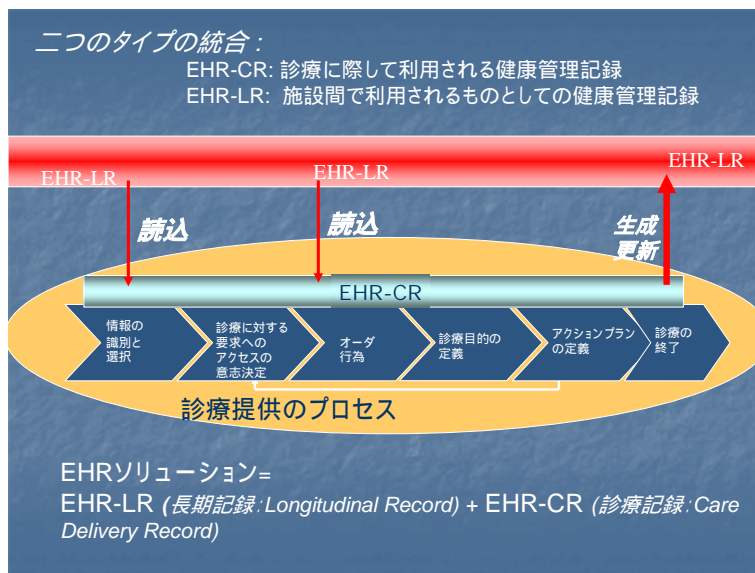 二つのタイプの統合：
EHR-CR: 診療に際して利用される健康管理記録
EHR-LR: 施設間で利用されるものとしての健康管理記録
EHR-LR
EHR-LR
EHR-LR
読込
読込
生成
更新
EHR-CR
情報の
識別と
選択
診療に対する
要求への
アクセスの
意志決定
オーダ
行為
診療目的の
定義
アクションプラン
の定義
診療の
終了
診療提供のプロセス
EHRソリューション=
EHR-LR (長期記録：Longitudinal Record) + EHR-CR (診療記録：Care
Delivery Record)